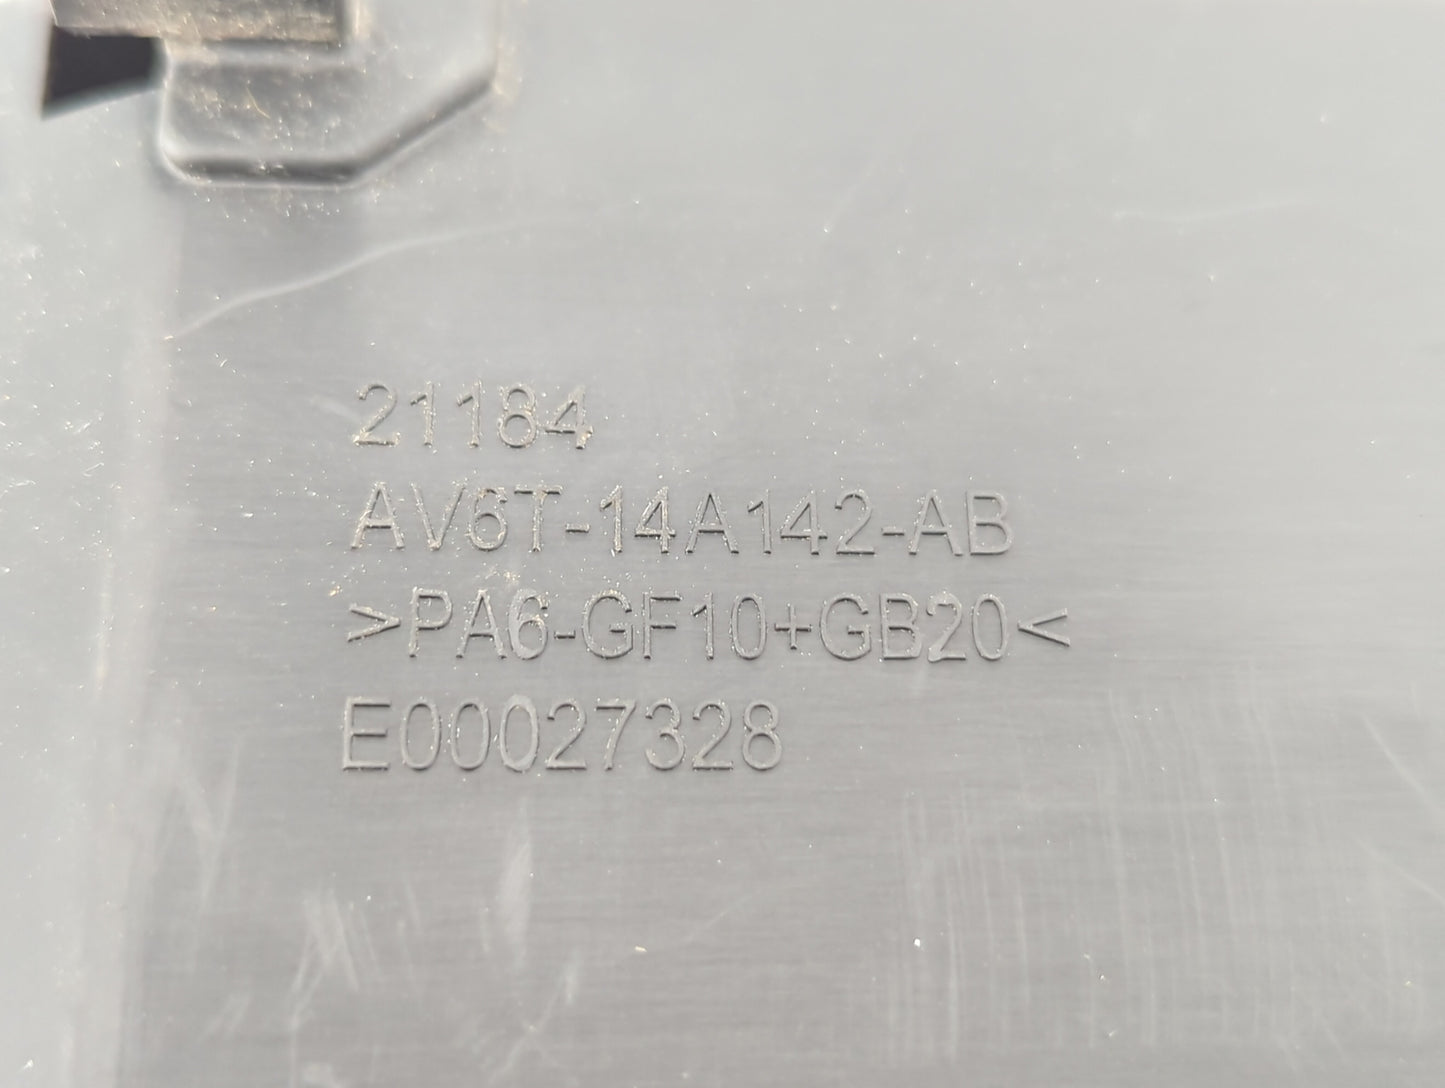 21184
AV6T-14A142-AB
>PA6-GF10+GB20<
E00027328